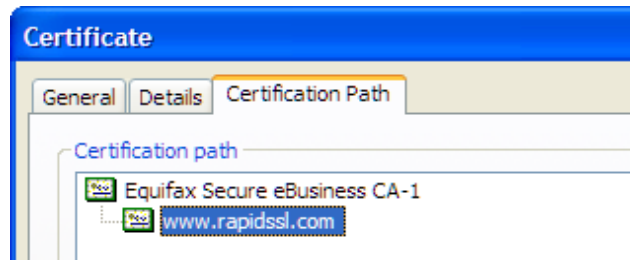 Certificate
General Details Certification Path
Certification path
Equifax Secure eBusiness CA-1
www.rapidssl.com